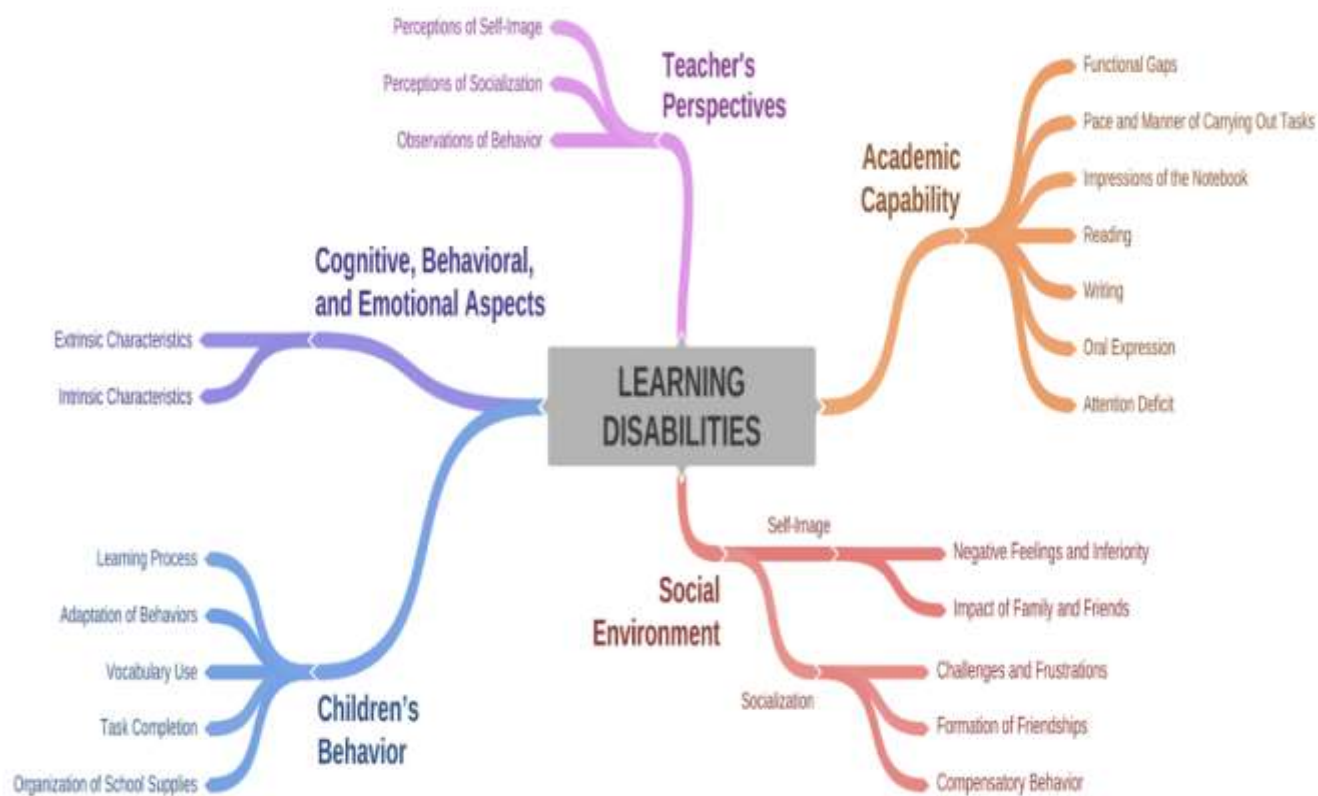 Perceptions of Self-Image
Perceptions of Socialization
Observations of Behavior
Teacher's
Perspectives
Academic
Capability
Functional Gaps
Pace and Manner of Carrying Out Tasks
Impressions of the Notebook
Reading
Writing
Oral Expression
Attention Deficit
Cognitive, Behavioral,
and Emotional Aspects
Extrinsic Characteristics
Intrinsic Characteristics
LEARNING
DISABILITIES
Learning Process
Adaptation of Behaviors
Vocabulary Use
Task Completion
Organization of School Supplies
Children's
Behavior
Social
Environment
Self-Image
Negative Feelings and Inferiority
Impact of Family and Friends
Socialization
Challenges and Frustrations
Formation of Friendships
Compensatory Behavior